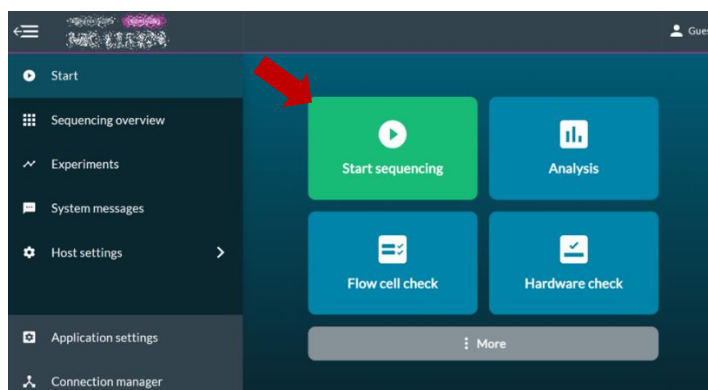 Gues
Start
Sequencing overview
Experiments
System messages
Host settings
Application settings
Connection manager
Start sequencing
Analysis
Flow cell check
Hardware check
More